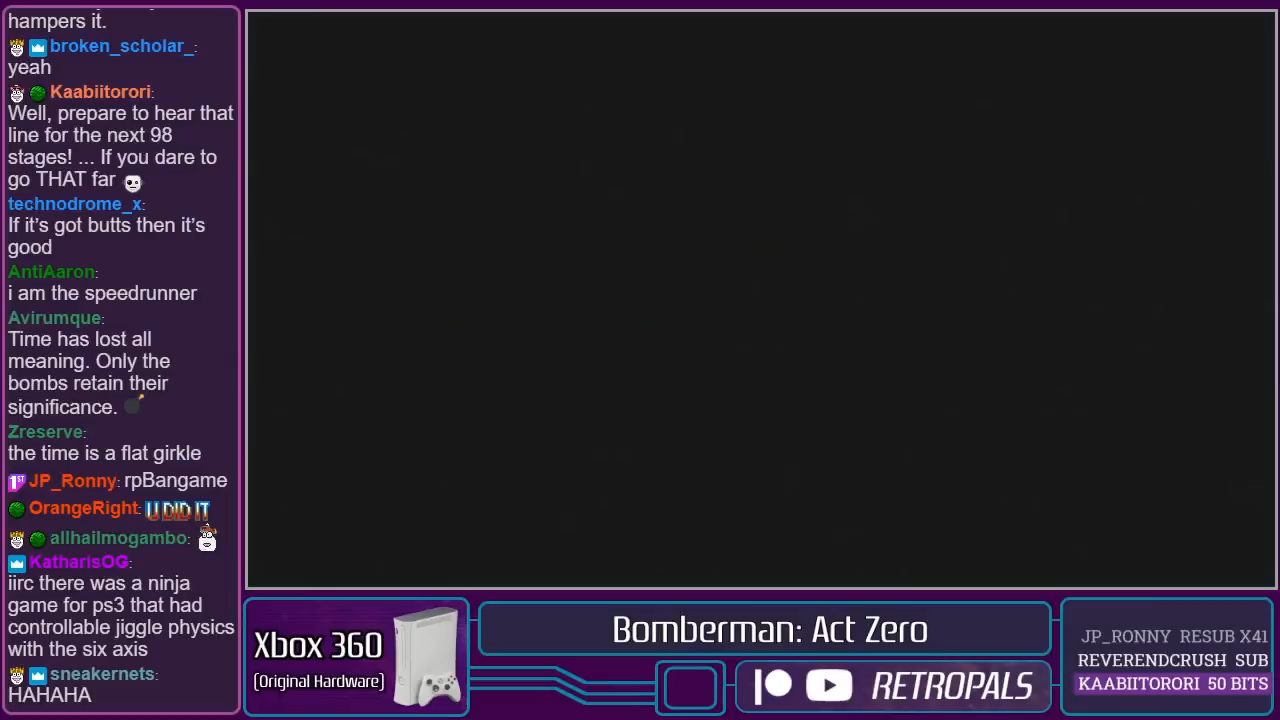 hampers it.
broken_scholar_:
yeah
Kaabiitorori:
Well, prepare to hear that
line for the next 98
stages! ... If you dare to
go THAT far
technodrome_x:
If it's got butts then it's
good
AntiAaron:
i am the speedrunner
Avirumque:
Time has lost all
meaning. Only the
bombs retain their
significance.
Zreserve:
the time is a flat girkle
1ST JP_Ronny: rpBangame
OrangeRight: U DID IT
allhailmogambo:
KatharisOG:
iirc there was a ninja
game for ps3 that had
controllable jiggle physics
with the six axis
sneakernets:
HAHAHA
Xbox 360
(Original Hardware)
Bomberman: Act Zero
RETROPALS
JP_RONNY RESUB X41
REVERENDCRUSH SUB
KAABIITORORI 50 BITS